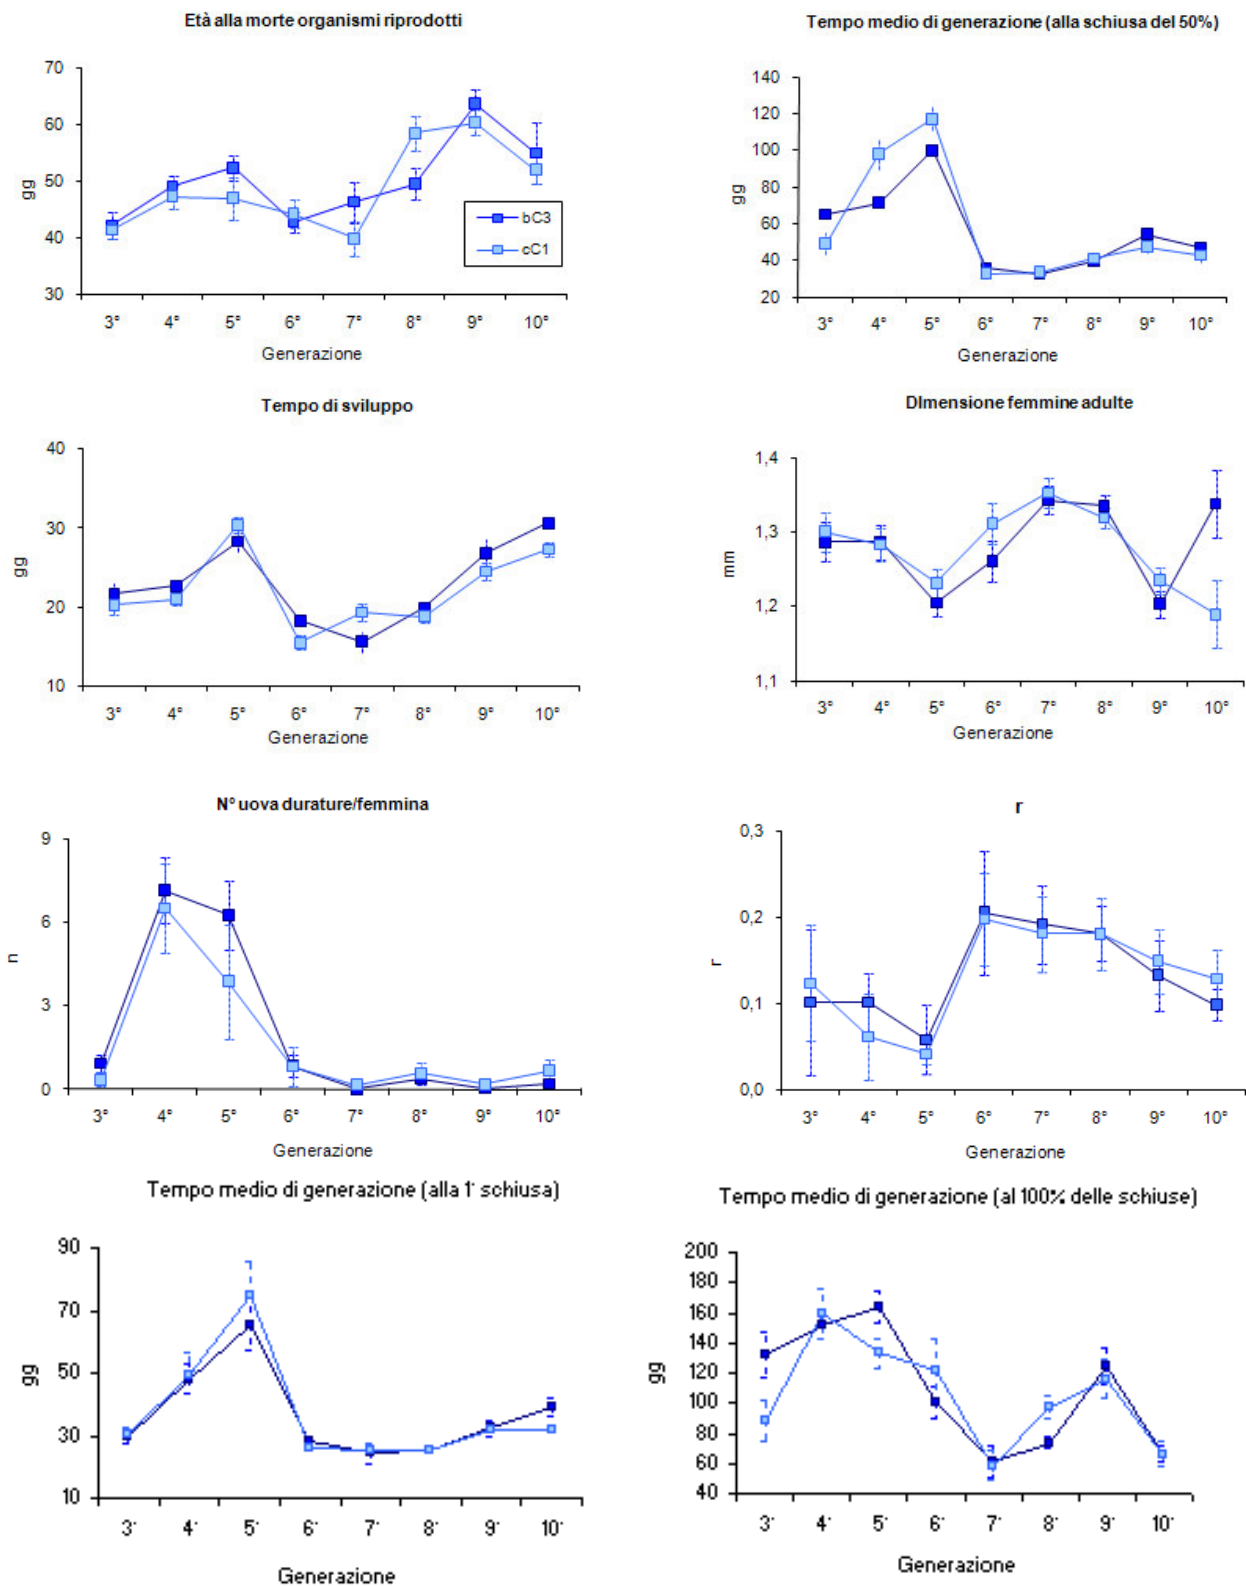 Età alla morte organismi riprodotti
70
60
50
40
30
gg
bC3
cC1
3° 4° 5° 6° 7° 8° 9° 10°
Generazione
Tempo medio di generazione (alla schiusa del 50%)
140
120
100
80
60
40
20
gg
3° 4° 5° 6° 7° 8° 9° 10°
Generazione
Tempo di sviluppo
40
30
20
10
gg
3° 4° 5° 6° 7° 8° 9° 10°
Generazione
DImensione femmine adulte
1,4
1,3
1,2
1,1
mm
3° 4° 5° 6° 7° 8° 9° 10°
Generazione
N° uova durature/femmina
9
6
3
0
n
3° 4° 5° 6° 7° 8° 9° 10°
Generazione
r
0,3
0,2
0,1
0,0
r
3° 4° 5° 6° 7° 8° 9° 10°
Generazione
Tempo medio di generazione (alla 1° schiusa)
90
70
50
30
10
gg
3° 4° 5° 6° 7° 8° 9° 10°
Generazione
Tempo medio di generazione (al 100% delle schiuse)
200
180
160
140
120
100
80
60
40
gg
3° 4° 5° 6° 7° 8° 9° 10°
Generazione